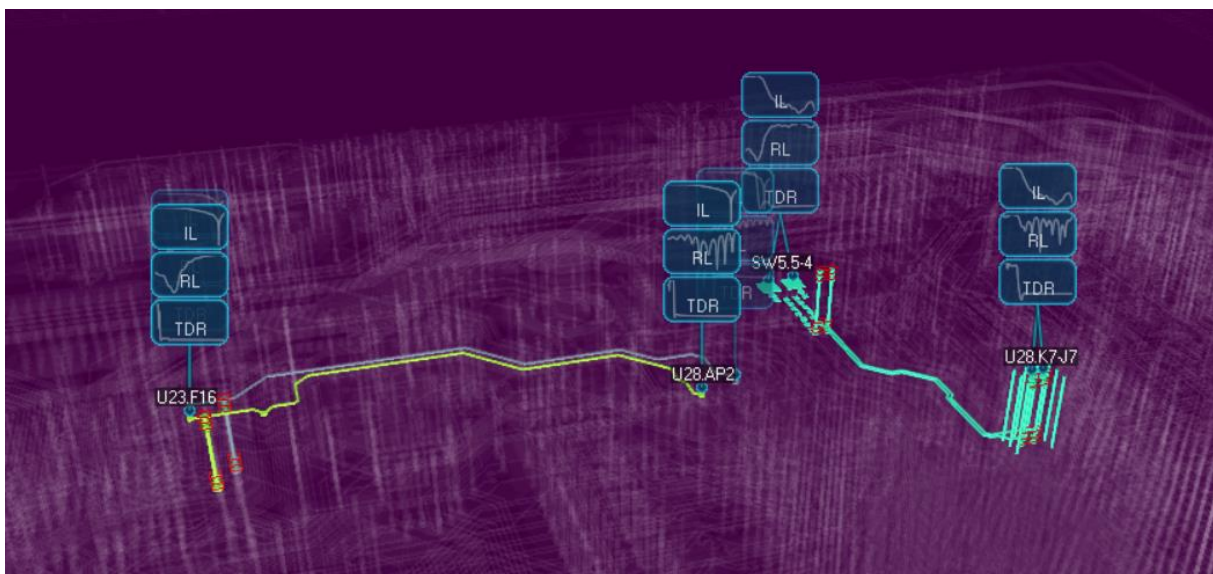 IL
RL
TDR
U23.F16
IL
RL
TDR
U28.AP2
IL
RL
TDR
SW5.5-4
IL
RL
TDR
U28.K7-J7